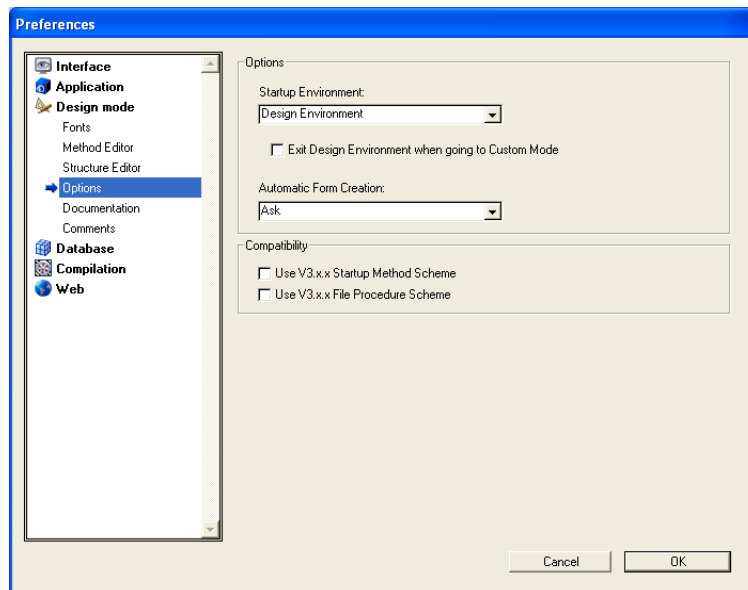 Preferences
Interface
Application
Design mode
Fonts
Method Editor
Structure Editor
Options
Documentation
Comments
Database
Compilation
Web
Options
Startup Environment:
Design Environment
Exit Design Environment when going to Custom Mode
Automatic Form Creation:
Ask
Compatibility
Use V3.x.x Startup Method Scheme
Use V3.x.x File Procedure Scheme
Cancel
OK